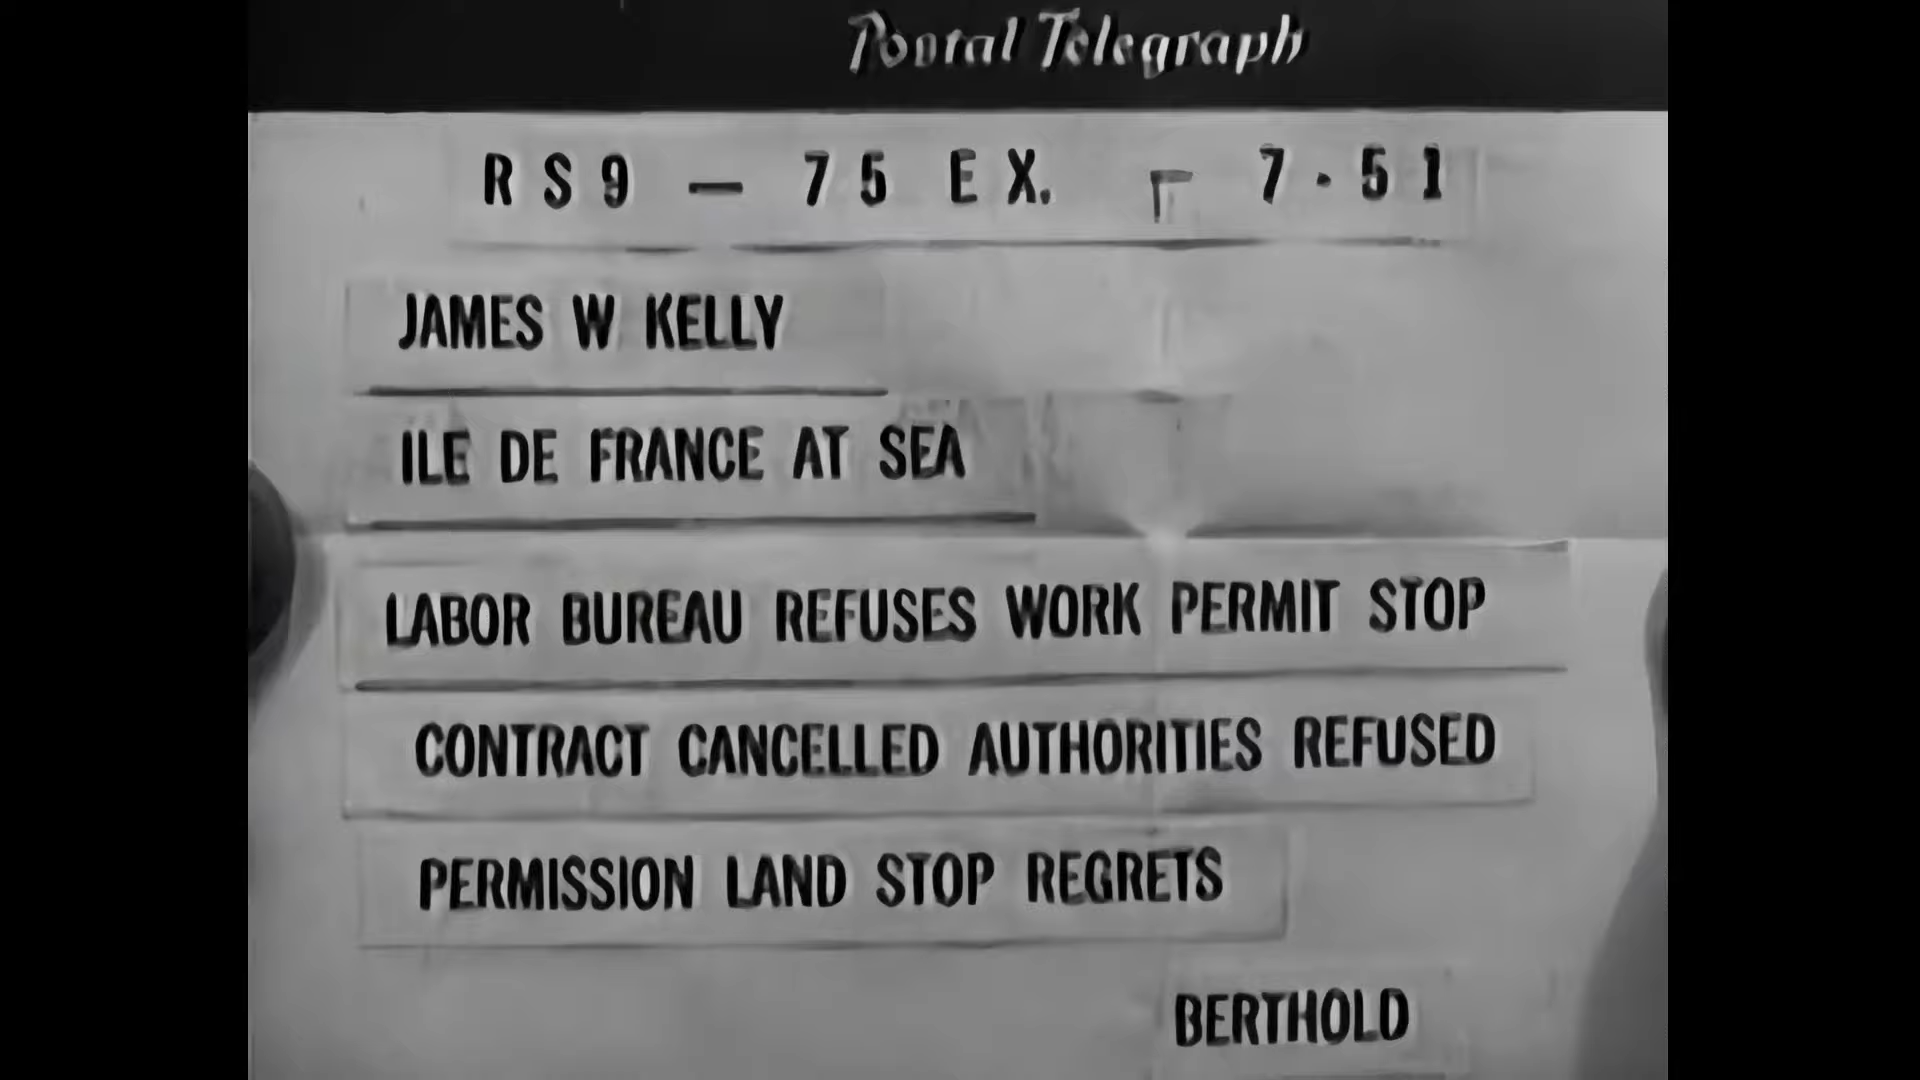 Postal Telegraph
RS9 — 75 EX. 7·51
JAMES W KELLY
ILE DE FRANCE AT SEA
LABOR BUREAU REFUSES WORK PERMIT STOP
CONTRACT CANCELLED AUTHORITIES REFUSED
PERMISSION LAND STOP REGRETS
BERTHOLD